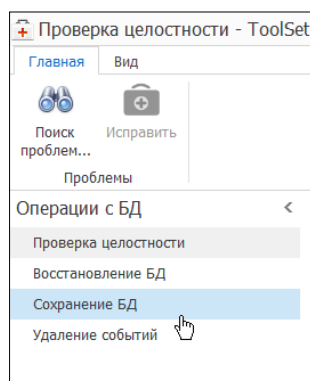 Проверка целостности - ToolSet
Главная Вид
Поиск проблем...
Исправить
Проблемы
Операции с БД <
Проверка целостности
Восстановление БД
Сохранение БД
Удаление событий